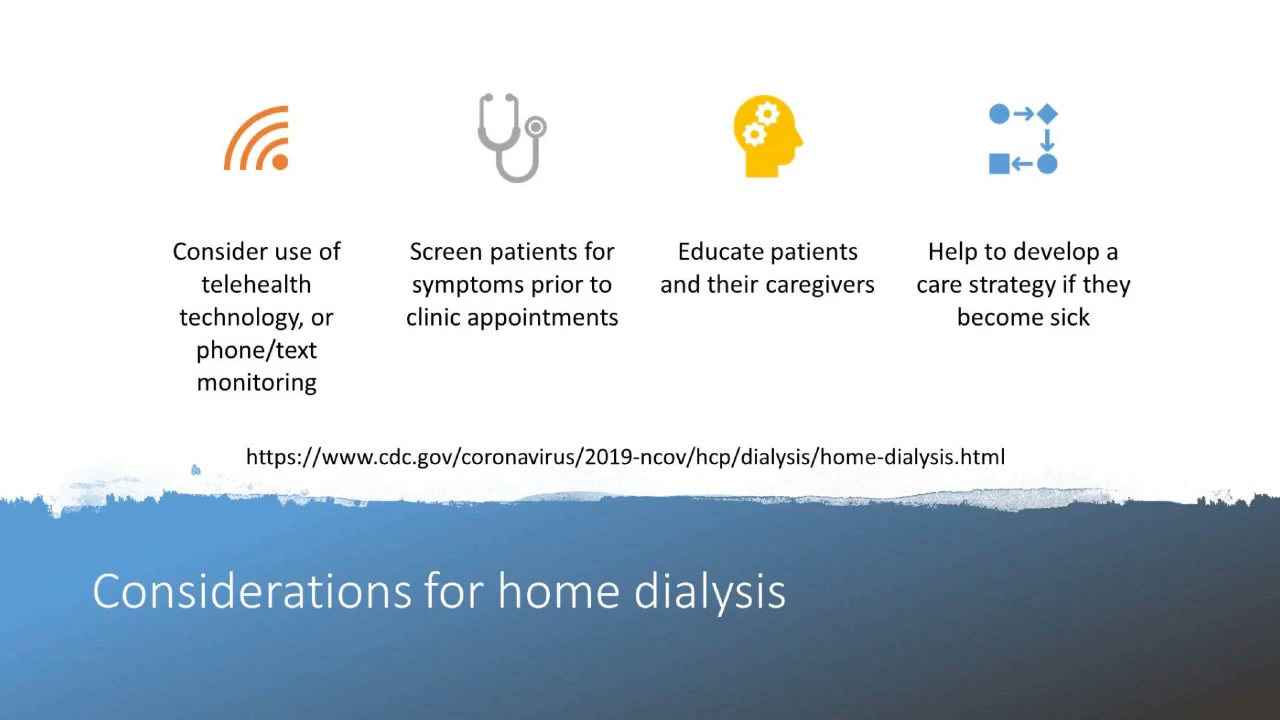 Consider use of
telehealth
technology, or
phone/text
monitoring
Screen patients for
symptoms prior to
clinic appointments
Educate patients
and their caregivers
Help to develop a
care strategy if they
become sick
https://www.cdc.gov/coronavirus/2019-ncov/hcp/dialysis/home-dialysis.html
Considerations for home dialysis